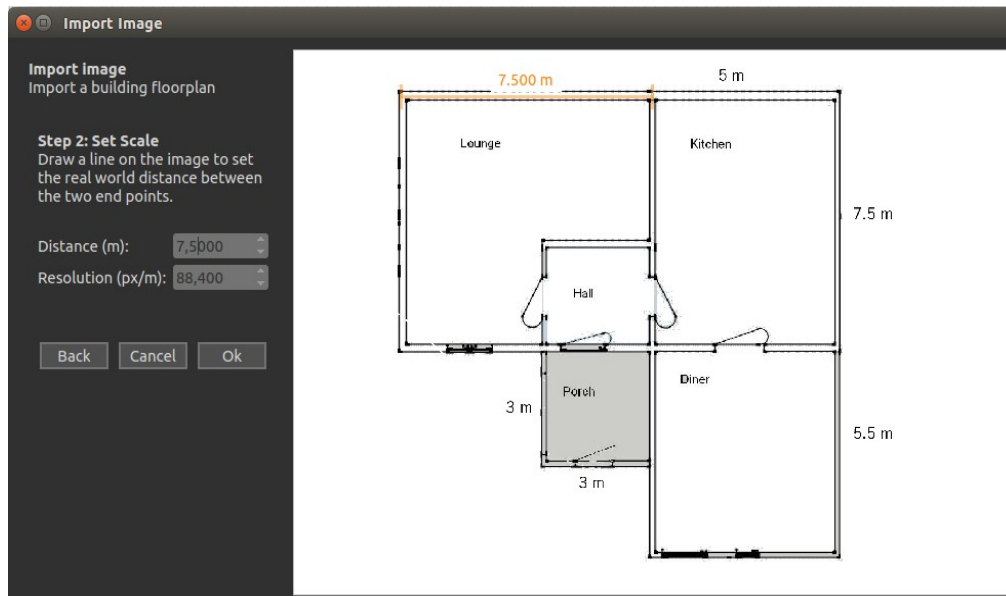 Import Image
Import image
Import a building floorplan
Step 2: Set Scale
Draw a line on the image to set
the real world distance between
the two end points.
Distance (m): 7,5000
Resolution (px/m): 88,400
Back Cancel Ok
7.500 m
5 m
Lounge
Kitchen
7.5 m
Hall
Porch
Diner
3 m
5.5 m
3 m